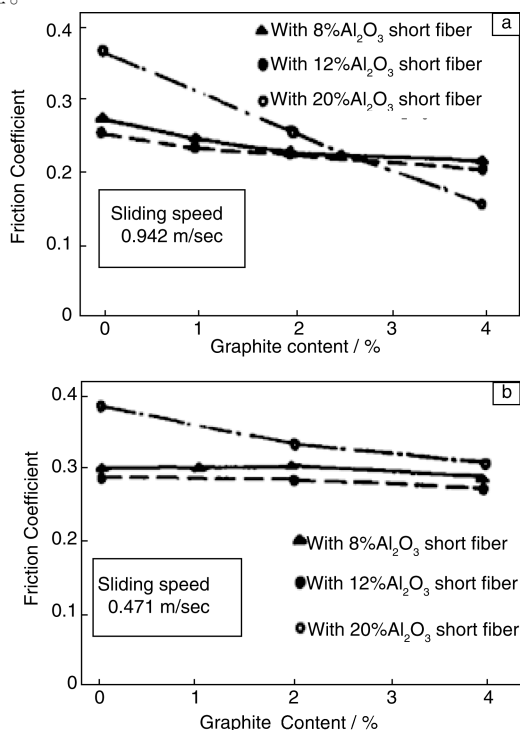 a
0.4
With 8%Al₂O₃ short fiber
With 12%Al₂O₃ short fiber
With 20%Al₂O₃ short fiber
0.3
0.2
0.1
0
Friction Coefficient
Sliding speed
0.942 m/sec
0 1 2 3 4
Graphite content / %
b
0.4
0.3
0.2
0.1
0
Friction Coefficient
With 8%Al₂O₃ short fiber
With 12%Al₂O₃ short fiber
With 20%Al₂O₃ short fiber
Sliding speed
0.471 m/sec
0 1 2 3 4
Graphite Content / %